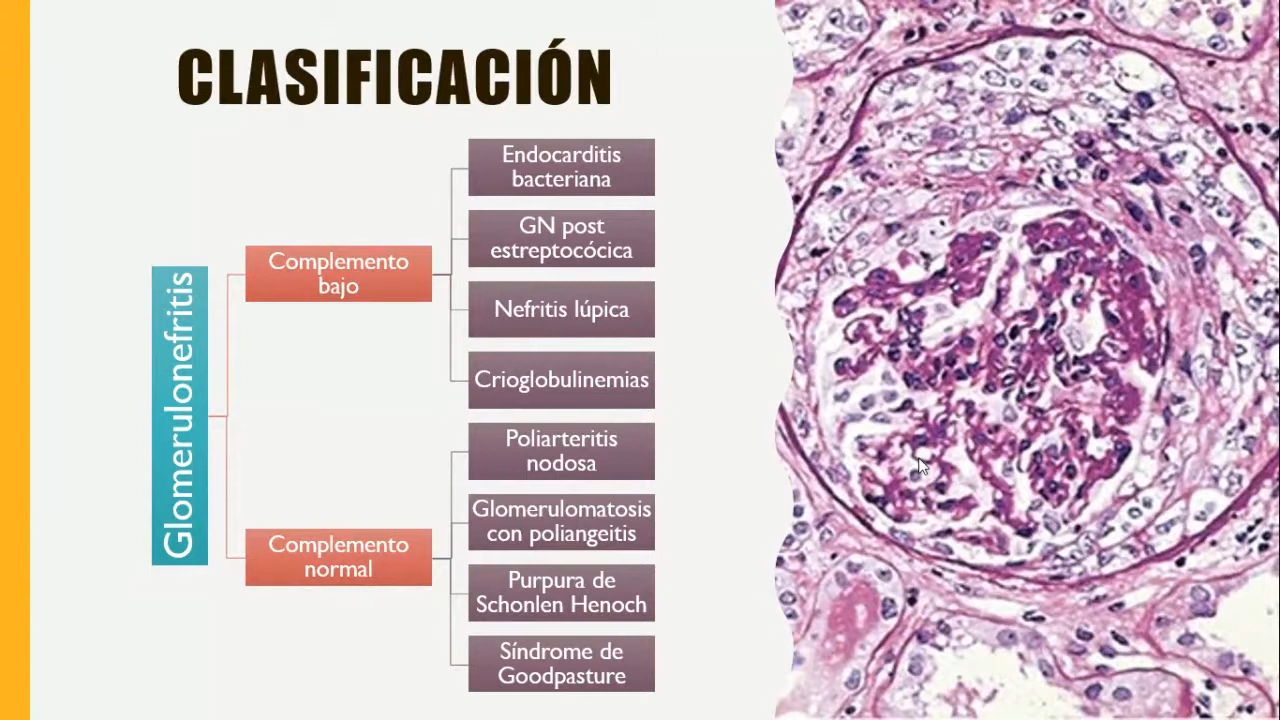 CLASIFICACIÓN
Glomerulonefritis
Complemento
bajo
Endocarditis
bacteriana
GN post
estreptocócica
Nefritis lúpica
Crioglobulinemias
Complemento
normal
Poliarteritis
nodosa
Glomerulomatosis
con poliangeitis
Purpura de
Schonlen Henoch
Síndrome de
Goodpasture